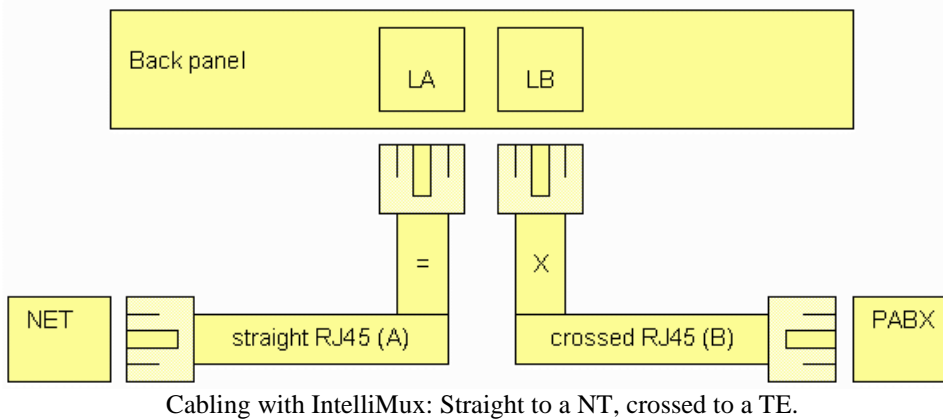 Back panel
LA
LB
=
X
NET
straight RJ45 (A)
crossed RJ45 (B)
PABX
Cabling with IntelliMux: Straight to a NT, crossed to a TE.